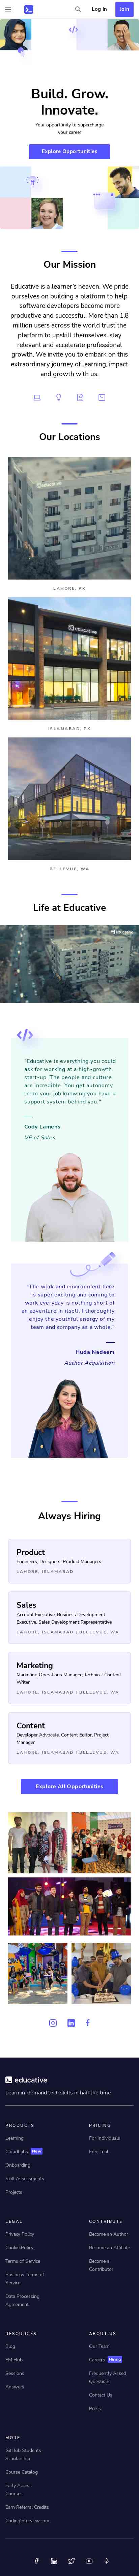 Log In
Join
Build. Grow.
Innovate.
Your opportunity to supercharge
your career
Explore Opportunities
Our Mission
Educative is a learner's haven. We pride
ourselves on building a platform to help
software developers become more
productive and successful. More than 1.8
million users across the world trust the
platform to upskill themselves, stay
relevant and accelerate professional
growth. We invite you to embark on this
extraordinary journey of learning, impact
and growth with us.
Our Locations
LAHORE, PK
educative
ISLAMABAD, PK
BELLEVUE, WA
Life at Educative
educative
"Educative is everything you could
ask for working at a high-growth
start-up. The people and culture
are incredible. You get autonomy
to do your job knowing you have a
support system behind you."
Cody Lamens
VP of Sales
"The work environment here
is super exciting and coming to
work everyday is nothing short of
an adventure itself. I thoroughly
enjoy the youthful energy of my
team and company as a whole."
Huda Nadeem
Author Acquisition
Always Hiring
Product
Engineers, Designers, Product Managers
LAHORE, ISLAMABAD
Sales
Account Executive, Business Development
Executive, Sales Development Representative
LAHORE, ISLAMABAD | BELLEVUE, WA
Marketing
Marketing Operations Manager, Technical Content
Writer
LAHORE, ISLAMABAD | BELLEVUE, WA
Content
Developer Advocate, Content Editor, Project
Manager
LAHORE, ISLAMABAD | BELLEVUE, WA
Explore All Opportunities
educative
Learn in-demand tech skills in half the time
PRODUCTS
Learning
CloudLabs New
Onboarding
Skill Assessments
Projects
PRICING
For Individuals
Free Trial
LEGAL
Privacy Policy
Cookie Policy
Terms of Service
Business Terms of
Service
Data Processing
Agreement
CONTRIBUTE
Become an Author
Become an Affiliate
Become a
Contributor
RESOURCES
Blog
EM Hub
Sessions
Answers
ABOUT US
Our Team
Careers Hiring
Frequently Asked
Questions
Contact Us
Press
MORE
GitHub Students
Scholarship
Course Catalog
Early Access
Courses
Earn Referral Credits
CodingInterview.com